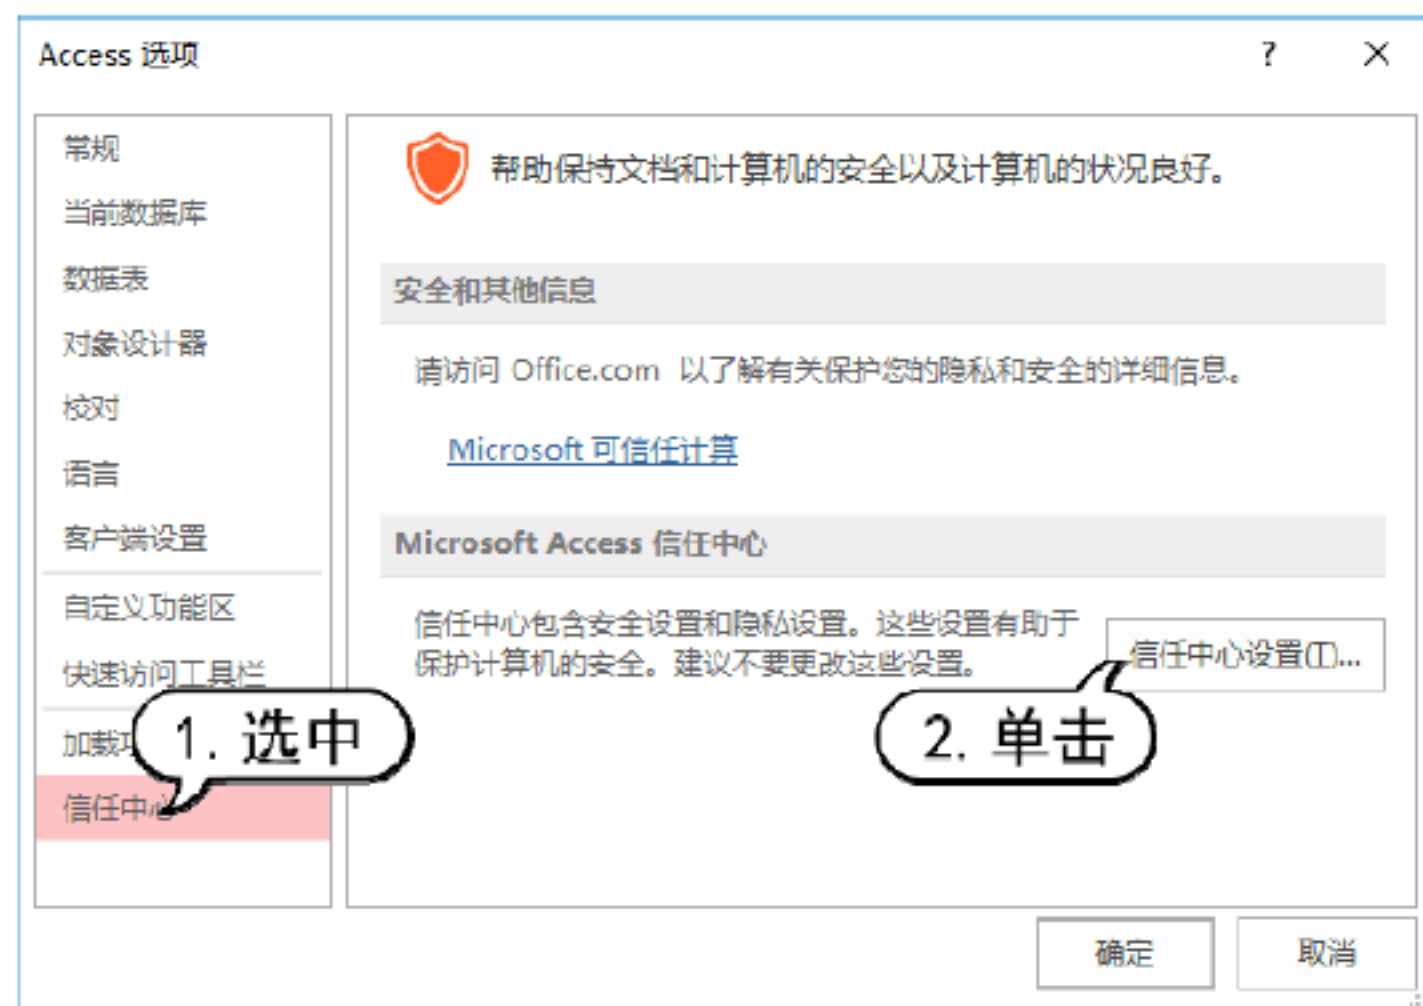 Access 选项
?
常规
当前数据库
数据表
对象设计器
校对
语言
客户端设置
自定义功能区
快速访问工具栏
加载
信任中心
帮助保持文档和计算机的安全以及计算机的状况良好。
安全和其他信息
请访问 Office.com 以了解有关保护您的隐私和安全的详细信息。
Microsoft 可信任计算
Microsoft Access 信任中心
信任中心包含安全设置和隐私设置。这些设置有助于
保护计算机的安全。建议不要更改这些设置。
信任中心设置(T)...
1. 选中
2. 单击
确定
取消